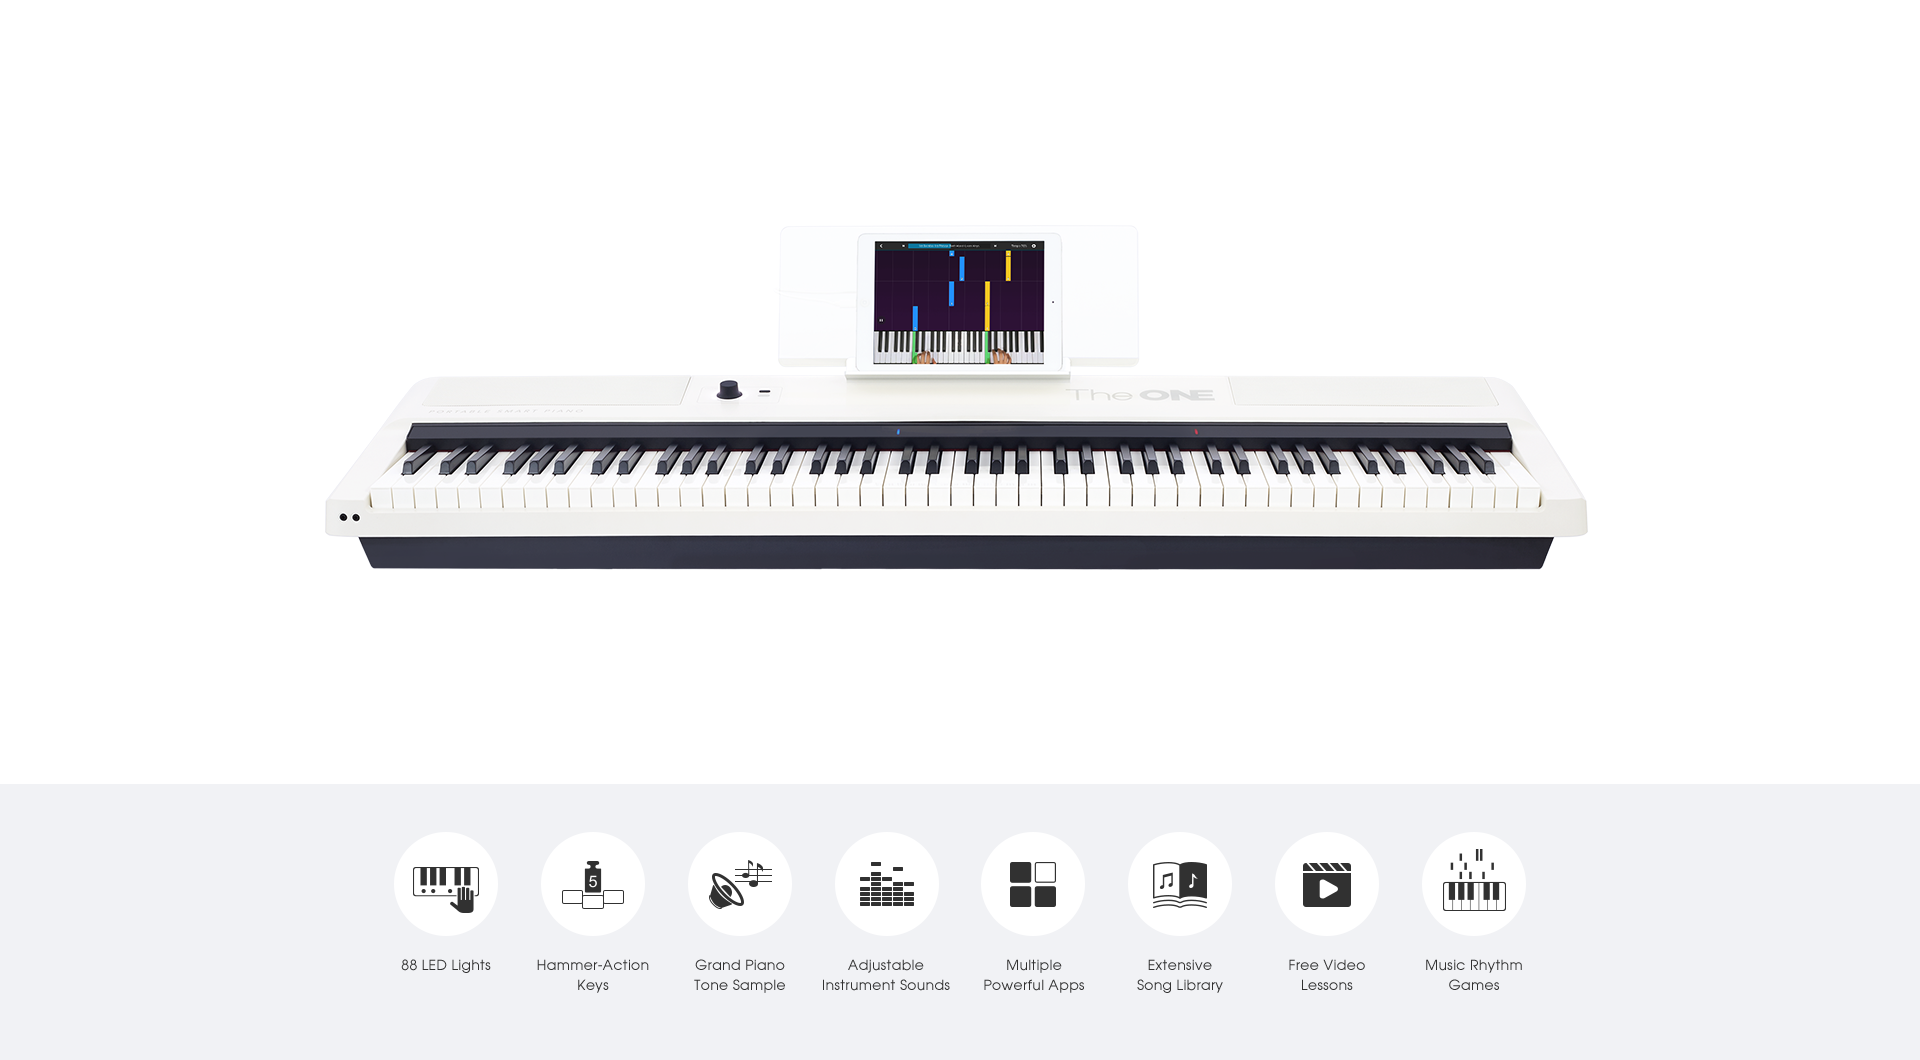 The ONE
PORTABLE SMART PIANO
5
88 LED Lights
Hammer-Action
Keys
Grand Piano
Tone Sample
Adjustable
Instrument Sounds
Multiple
Powerful Apps
Extensive
Song Library
Free Video
Lessons
Music Rhythm
Games